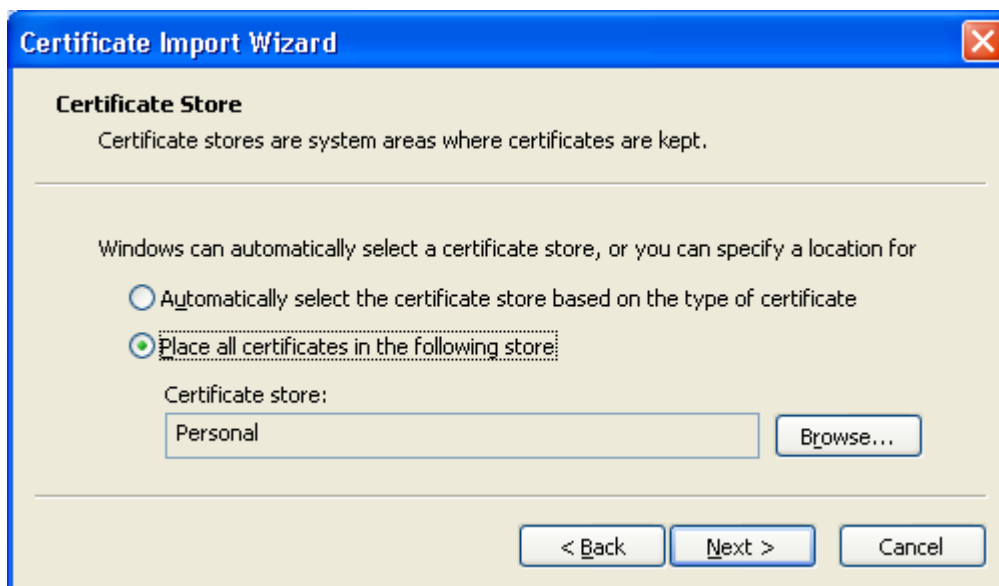 Certificate Import Wizard
Certificate Store
Certificate stores are system areas where certificates are kept.
Windows can automatically select a certificate store, or you can specify a location for
Automatically select the certificate store based on the type of certificate
Place all certificates in the following store
Certificate store:
Personal
Browse...
< Back
Next >
Cancel